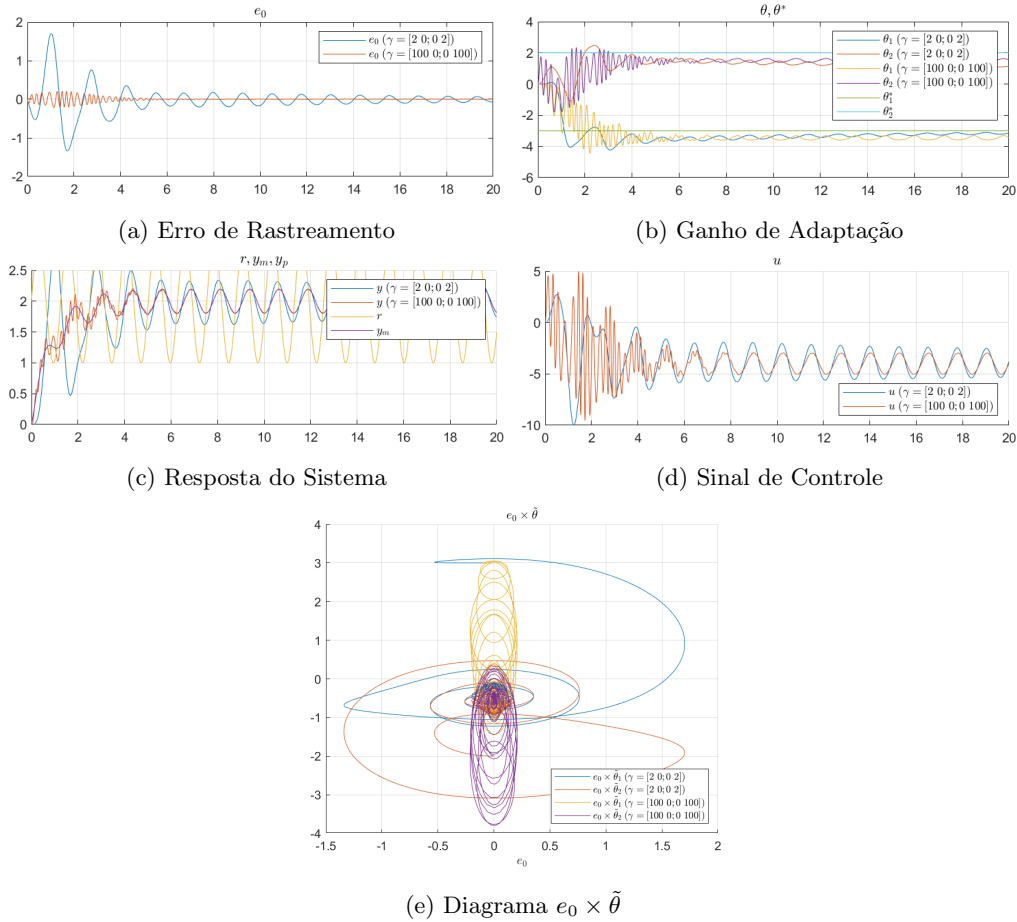 e₀
2
1
0
-1
-2
0 2 4 6 8 10 12 14 16 18 20
e₀ (γ = [2 0; 0 2])
e₀ (γ = [100 0; 0 100])
(a) Erro de Rastreamento
θ, θ*
4
2
0
-2
-4
-6
0 2 4 6 8 10 12 14 16 18 20
θ₁ (γ = [2 0; 0 2])
θ₂ (γ = [2 0; 0 2])
θ₁ (γ = [100 0; 0 100])
θ₂ (γ = [100 0; 0 100])
θ₁*
θ₂*
(b) Ganho de Adaptação
r, yₘ, yₚ
2.5
2
1.5
1
0.5
0
0 2 4 6 8 10 12 14 16 18 20
y (γ = [2 0; 0 2])
y (γ = [100 0; 0 100])
r
yₘ
(c) Resposta do Sistema
u
5
0
-5
-10
0 2 4 6 8 10 12 14 16 18 20
u (γ = [2 0; 0 2])
u (γ = [100 0; 0 100])
(d) Sinal de Controle
e₀ × θ̃
4
3
2
1
0
-1
-2
-3
-4
-1.5 -1 -0.5 0 0.5 1 1.5 2
e₀
e₀ × θ̃₁ (γ = [2 0; 0 2])
e₀ × θ̃₂ (γ = [2 0; 0 2])
e₀ × θ̃₁ (γ = [100 0; 0 100])
e₀ × θ̃₂ (γ = [100 0; 0 100])
(e) Diagrama e₀ × θ̃